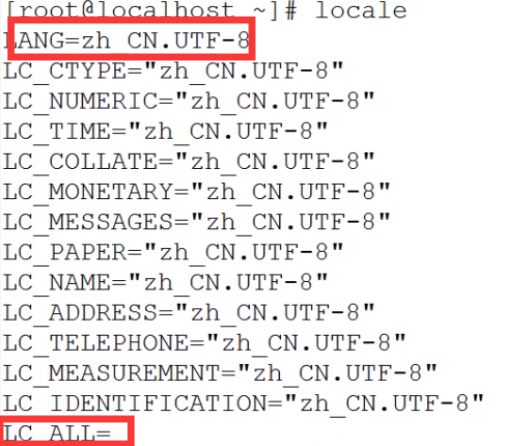 [root@localhost ~]# locale
LANG=zh_CN.UTF-8
LC_CTYPE="zh_CN.UTF-8"
LC_NUMERIC="zh_CN.UTF-8"
LC_TIME="zh_CN.UTF-8"
LC_COLLATE="zh_CN.UTF-8"
LC_MONETARY="zh_CN.UTF-8"
LC_MESSAGES="zh_CN.UTF-8"
LC_PAPER="zh_CN.UTF-8"
LC_NAME="zh_CN.UTF-8"
LC_ADDRESS="zh_CN.UTF-8"
LC_TELEPHONE="zh_CN.UTF-8"
LC_MEASUREMENT="zh_CN.UTF-8"
LC_IDENTIFICATION="zh_CN.UTF-8"
LC_ALL=